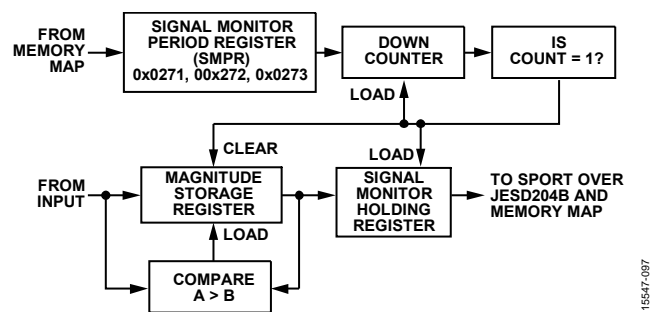 FROM
MEMORY
MAP
SIGNAL MONITOR
PERIOD REGISTER
(SMPR)
0x0271, 00x272, 0x0273
DOWN
COUNTER
IS
COUNT = 1?
LOAD
CLEAR
LOAD
FROM
INPUT
MAGNITUDE
STORAGE
REGISTER
SIGNAL
MONITOR
HOLDING
REGISTER
TO SPORT OVER
JESD204B AND
MEMORY MAP
LOAD
COMPARE
A > B
15547-097